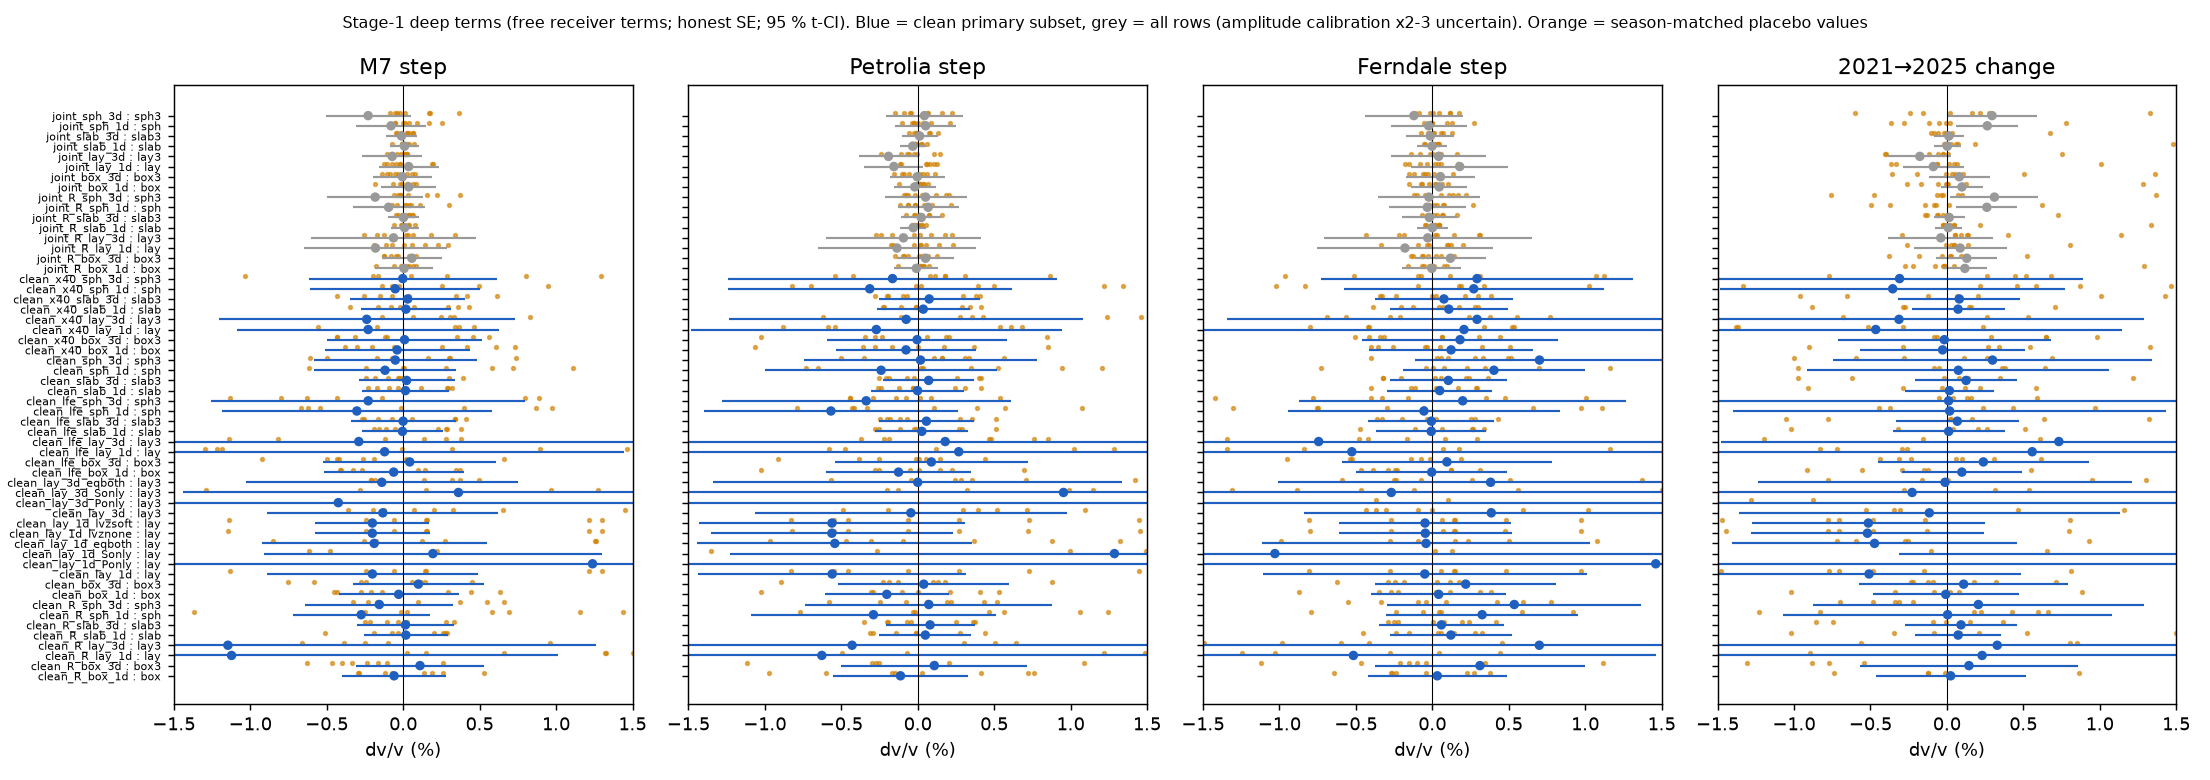 Stage-1 deep terms (free receiver terms; honest SE; 95 % t-CI). Blue = clean primary subset, grey = all rows (amplitude calibration x2-3 uncertain). Orange = season-matched placebo values
M7 step
Petrolia step
Ferndale step
2021→2025 change
joint_sph_3d : sph3
joint_sph_1d : sph
joint_slab_3d : slab3
joint_slab_1d : slab
joint_lay_3d : lay3
joint_lay_1d : lay
joint_box_3d : box3
joint_box_1d : box
joint_R_sph_3d : sph3
joint_R_sph_1d : sph
joint_R_slab_3d : slab3
joint_R_slab_1d : slab
joint_R_lay_3d : lay3
joint_R_lay_1d : lay
joint_R_box_3d : box3
joint_R_box_1d : box
clean_x40_sph_3d : sph3
clean_x40_sph_1d : sph
clean_x40_slab_3d : slab3
clean_x40_slab_1d : slab
clean_x40_lay_3d : lay3
clean_x40_lay_1d : lay
clean_x40_box_3d : box3
clean_x40_box_1d : box
clean_sph_3d : sph3
clean_sph_1d : sph
clean_slab_3d : slab3
clean_slab_1d : slab
clean_lfe_sph_3d : sph3
clean_lfe_sph_1d : sph
clean_lfe_slab_3d : slab3
clean_lfe_slab_1d : slab
clean_lfe_lay_3d : lay3
clean_lfe_lay_1d : lay
clean_lfe_box_3d : box3
clean_lfe_box_1d : box
clean_lay_3d_eqboth : lay3
clean_lay_3d_Sonly : lay3
clean_lay_3d_Ponly : lay3
clean_lay_3d : lay3
clean_lay_1d_lvzsoft : lay
clean_lay_1d_lvznone : lay
clean_lay_1d_eqboth : lay
clean_lay_1d_Sonly : lay
clean_lay_1d_Ponly : lay
clean_lay_1d : lay
clean_box_3d : box3
clean_box_1d : box
clean_R_sph_3d : sph3
clean_R_sph_1d : sph
clean_R_slab_3d : slab3
clean_R_slab_1d : slab
clean_R_lay_3d : lay3
clean_R_lay_1d : lay
clean_R_box_3d : box3
clean_R_box_1d : box
−1.5 −1.0 −0.5 0.0 0.5 1.0 1.5
−1.5 −1.0 −0.5 0.0 0.5 1.0 1.5
−1.5 −1.0 −0.5 0.0 0.5 1.0 1.5
−1.5 −1.0 −0.5 0.0 0.5 1.0 1.5
dv/v (%)
dv/v (%)
dv/v (%)
dv/v (%)